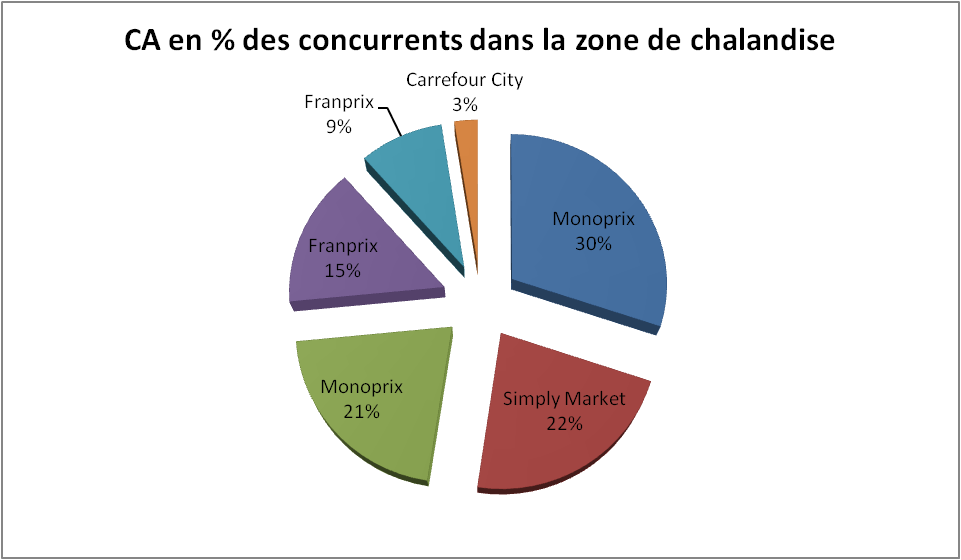 CA en % des concurrents dans la zone de chalandise
Carrefour City
3%
Franprix
9%
Monoprix
30%
Franprix
15%
Monoprix
21%
Simply Market
22%